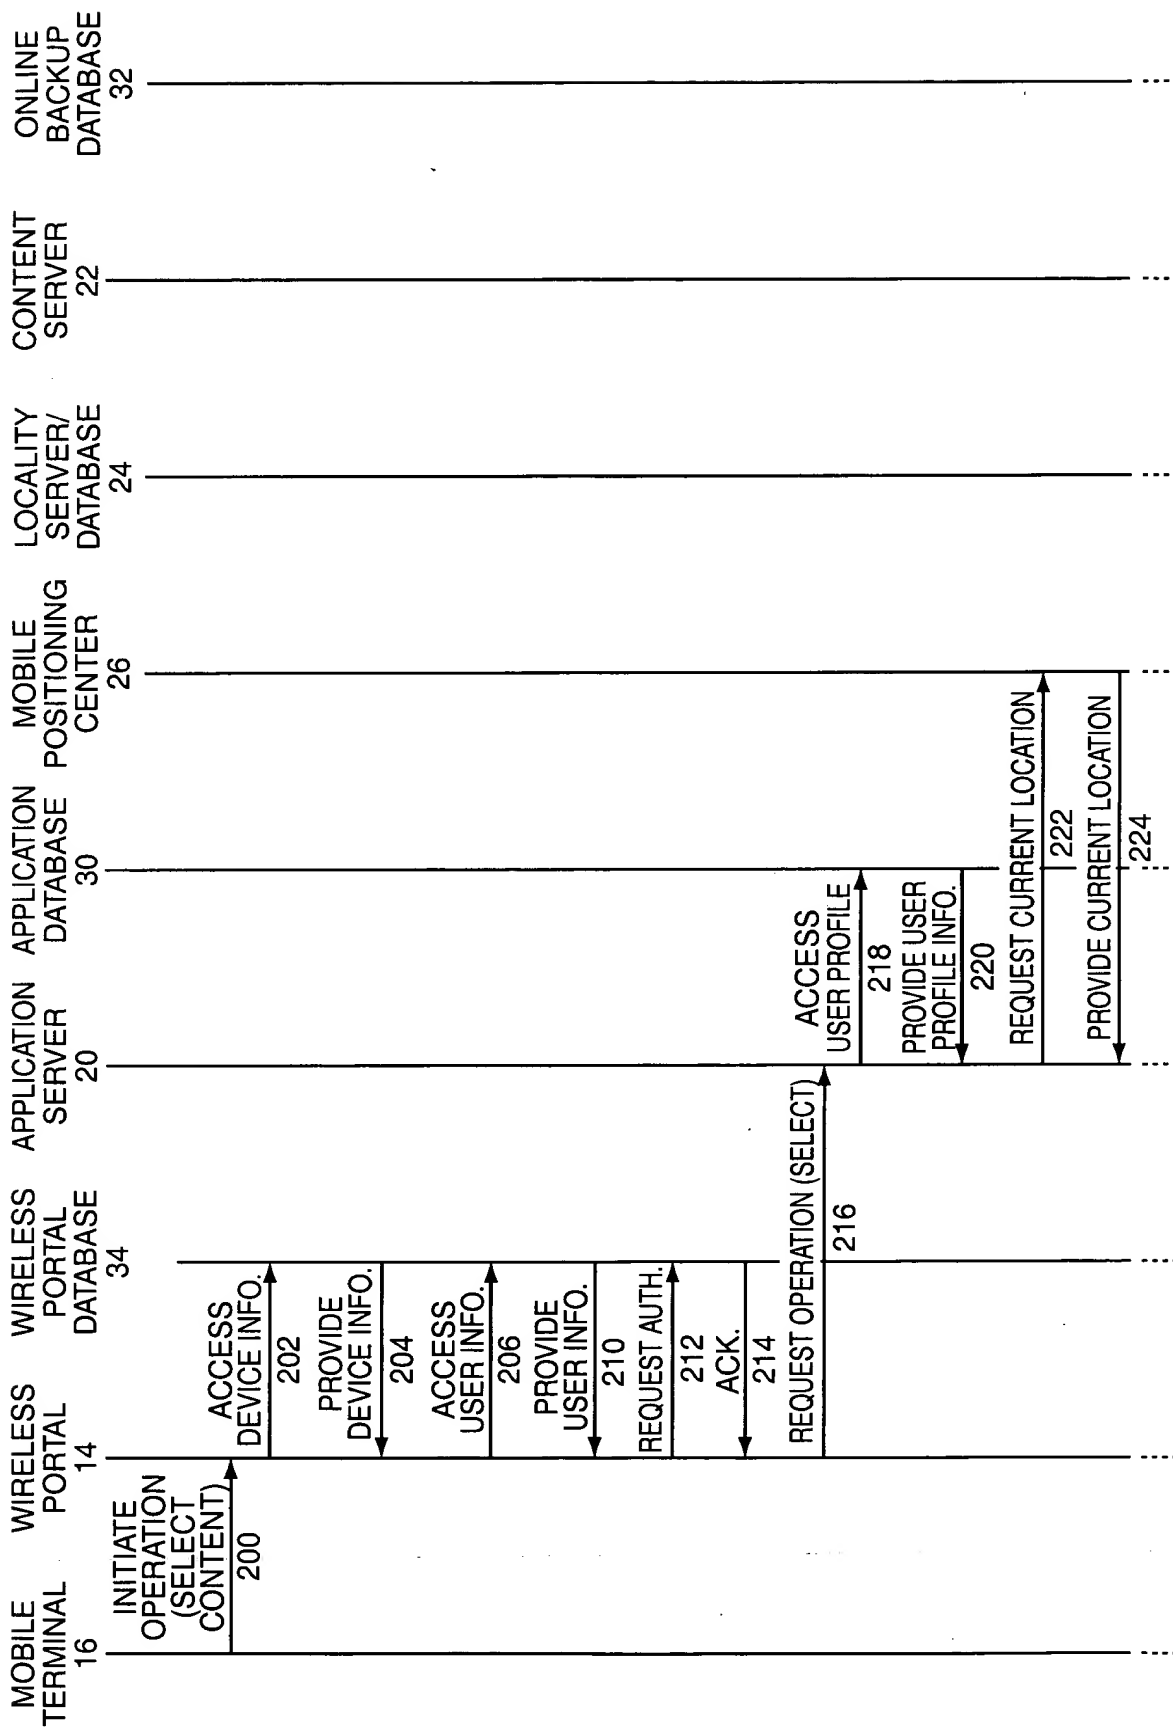 MOBILE
TERMINAL
16
WIRELESS
PORTAL
14
WIRELESS
PORTAL
DATABASE
34
APPLICATION
SERVER
20
APPLICATION
DATABASE
30
MOBILE
POSITIONING
CENTER
26
LOCALITY
SERVER/
DATABASE
24
CONTENT
SERVER
22
ONLINE
BACKUP
DATABASE
32
INITIATE
OPERATION
(SELECT
CONTENT)
200
ACCESS
DEVICE INFO.
202
PROVIDE
DEVICE INFO.
204
ACCESS
USER INFO.
206
PROVIDE
USER INFO.
210
REQUEST AUTH.
212
ACK.
214
REQUEST OPERATION (SELECT)
216
ACCESS
USER PROFILE
218
PROVIDE USER
PROFILE INFO.
220
REQUEST CURRENT LOCATION
222
PROVIDE CURRENT LOCATION
224